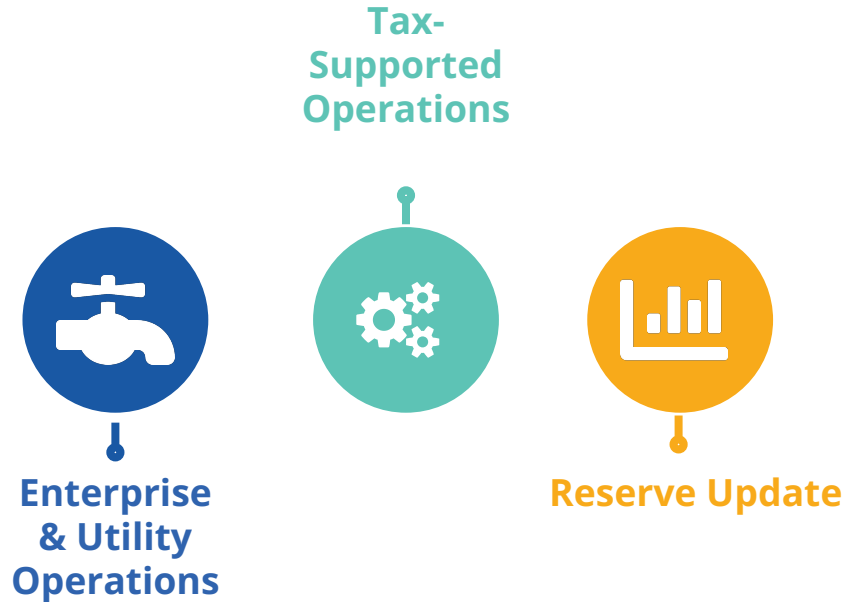 Tax-
Supported
Operations
Enterprise
& Utility
Operations
Reserve Update